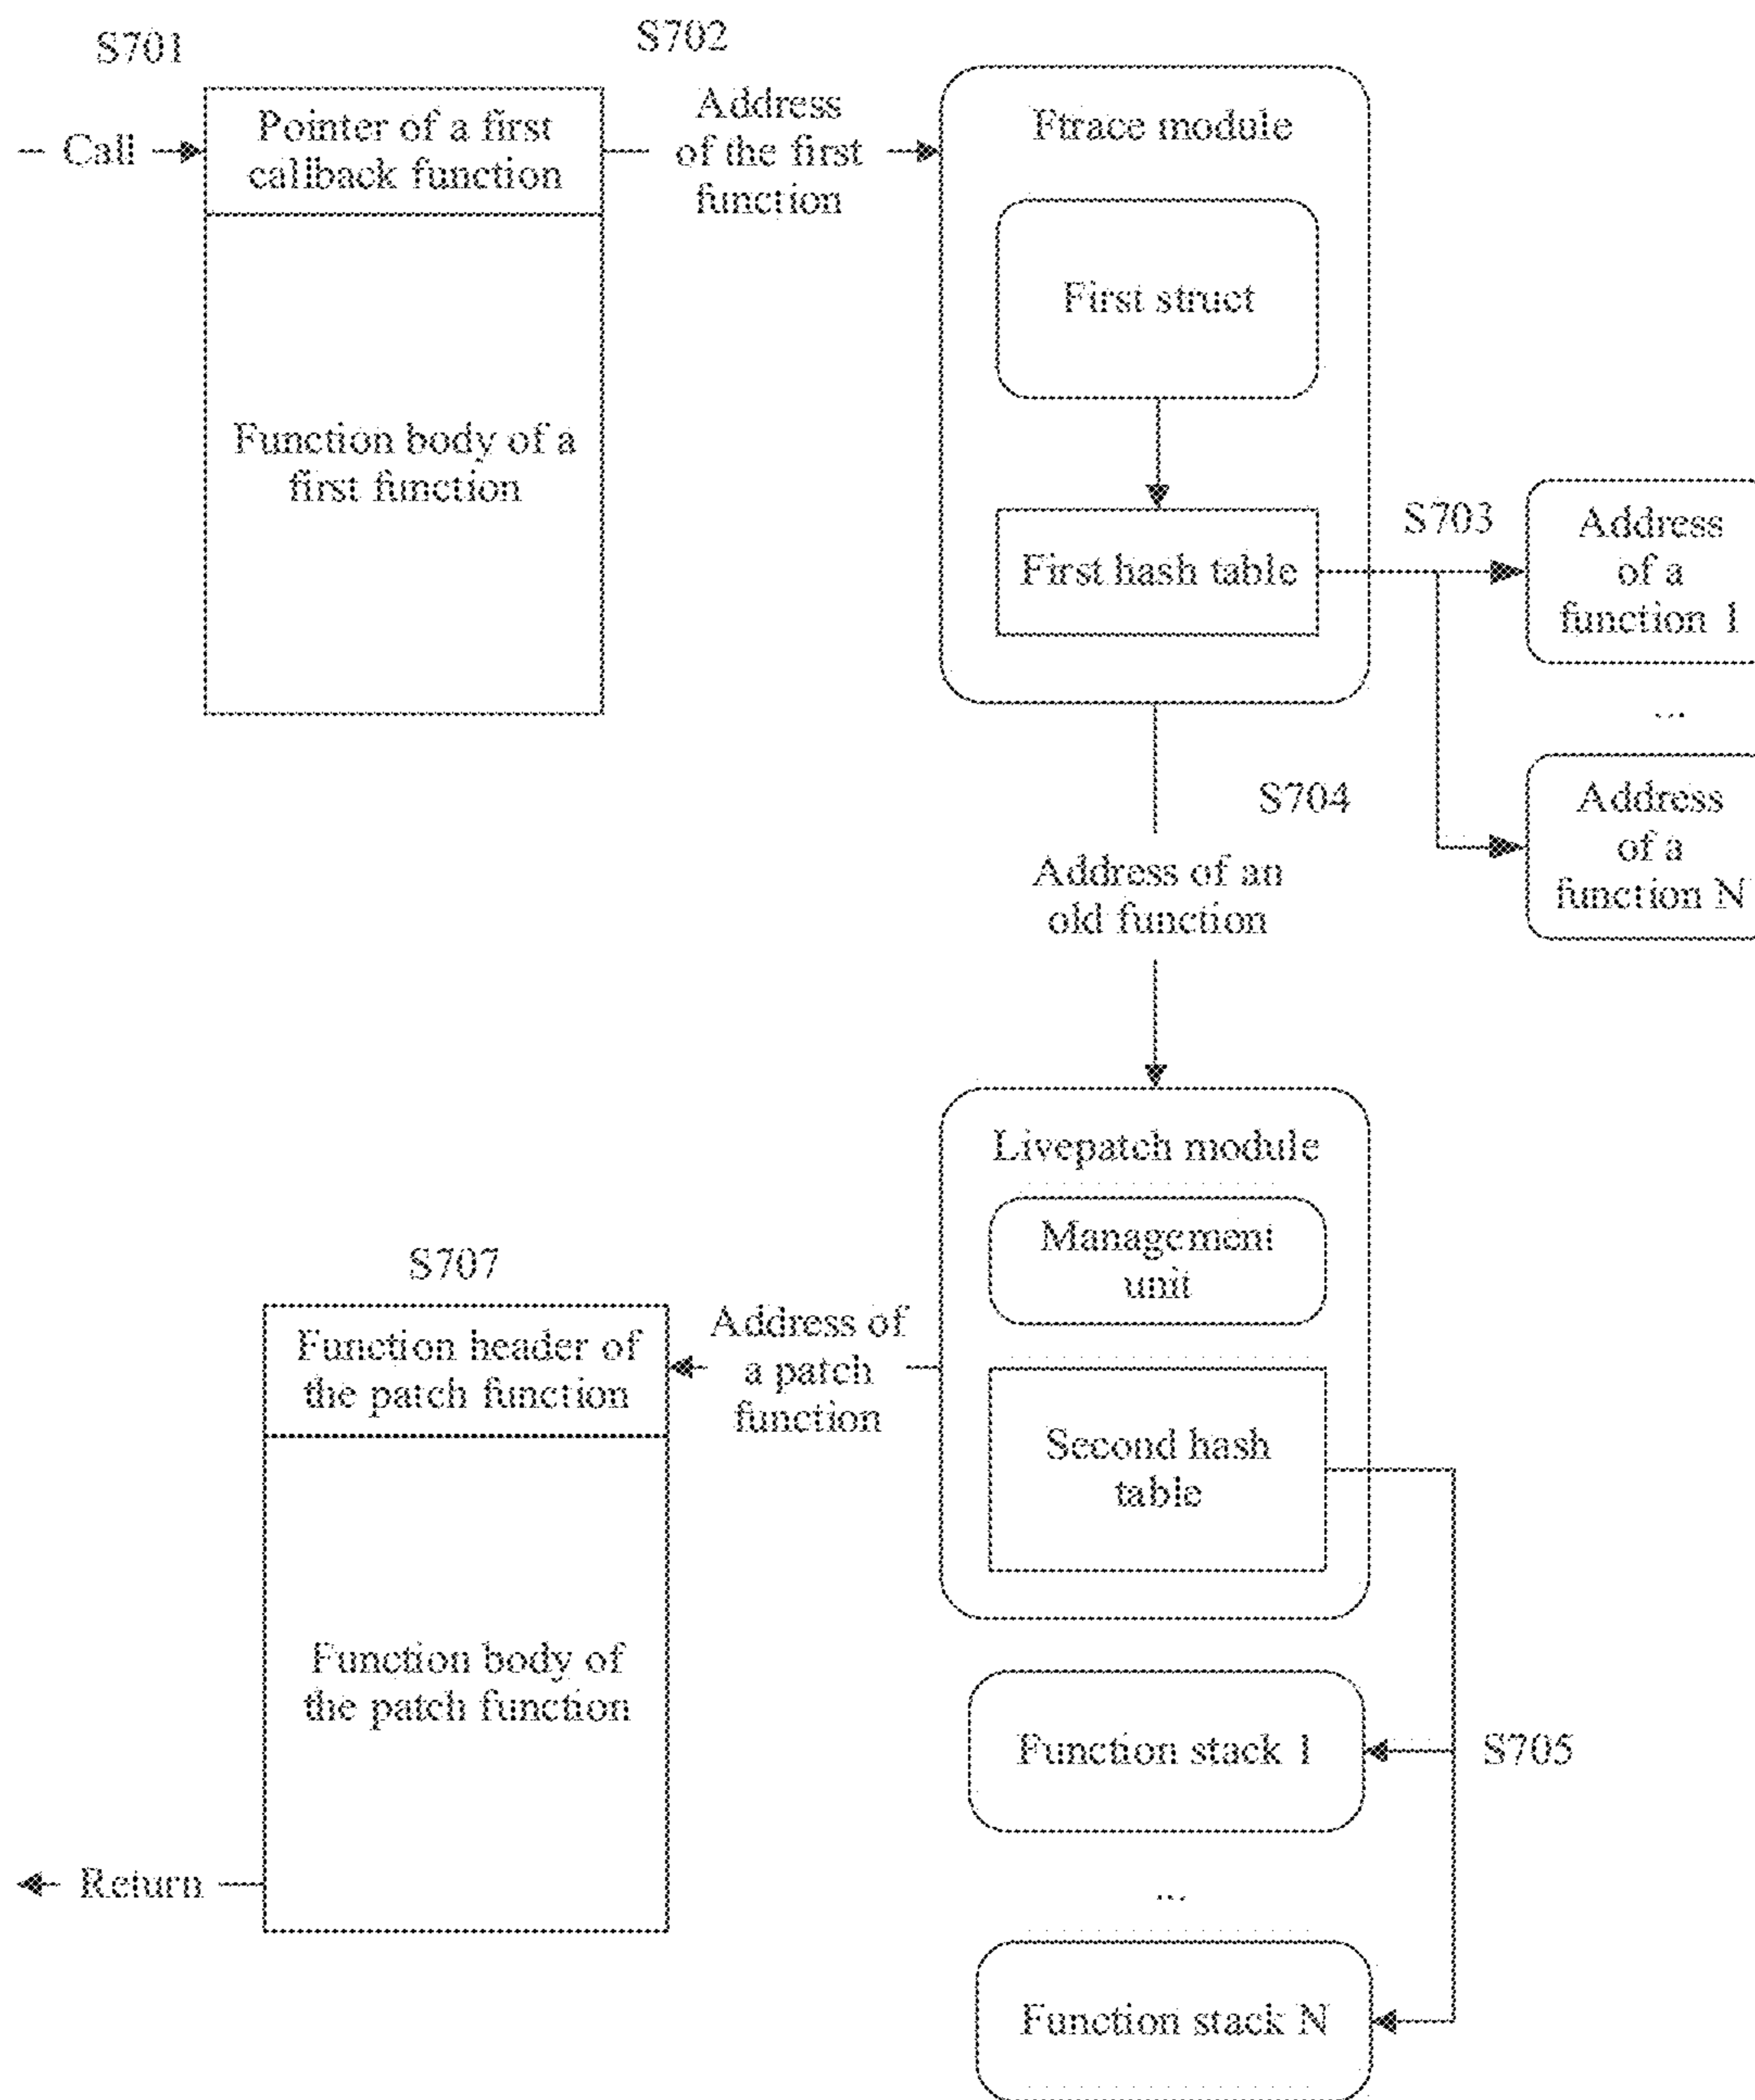 S701
S702
Call
Pointer of a first
callback function
Address
of the first
function
Ftrace module
First struct
Function body of a
first function
First hash table
S703
Address
of a
function 1
...
S704
Address
of a
function N
Address of an
old function
Livepatch module
Management
unit
S707
Function header of
the patch function
Address of
a patch
function
Second hash
table
Function body of
the patch function
Function stack 1
S705
Return
...
Function stack N